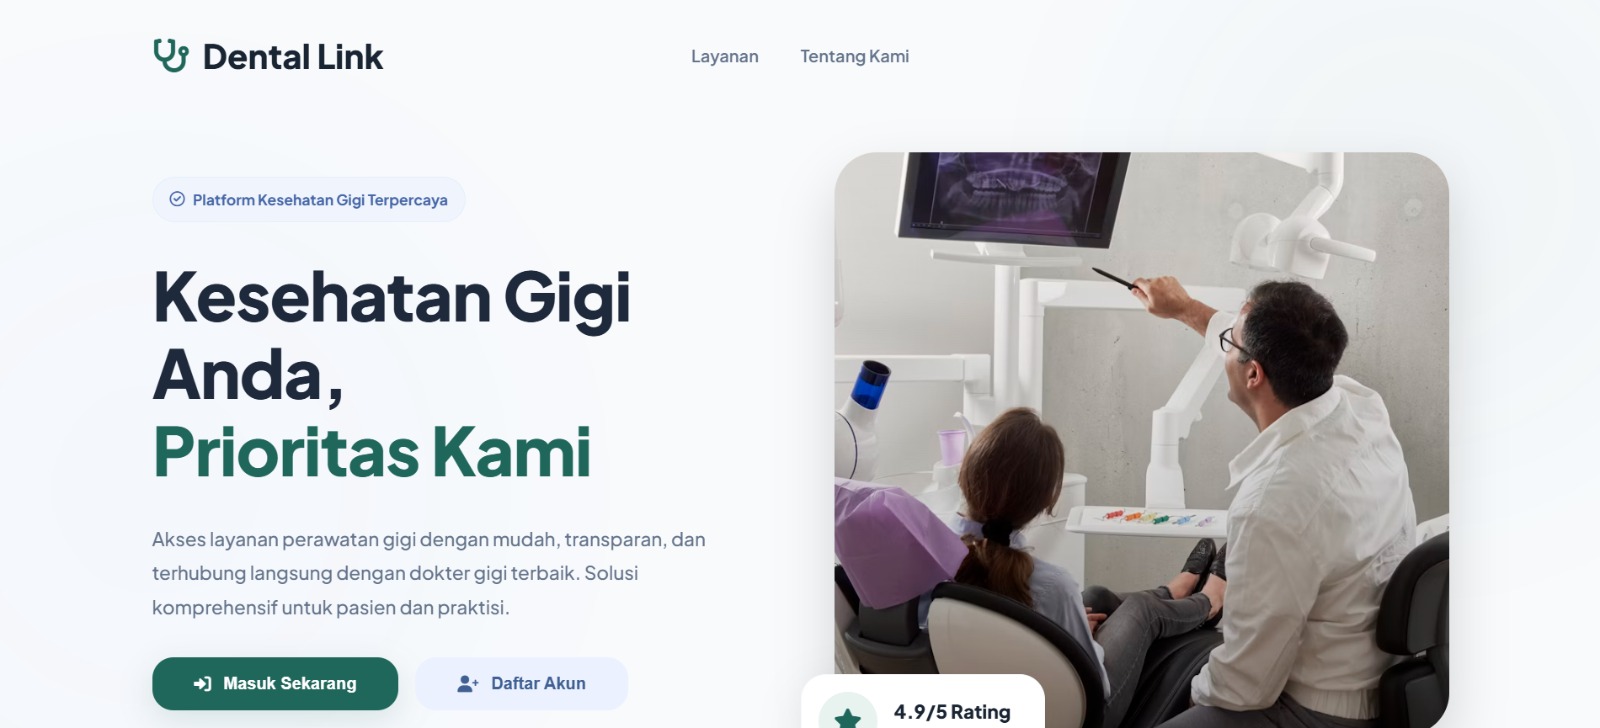 Dental Link
Layanan
Tentang Kami
Platform Kesehatan Gigi Terpercaya
Kesehatan Gigi
Anda,
Prioritas Kami
Akses layanan perawatan gigi dengan mudah, transparan, dan
terhubung langsung dengan dokter gigi terbaik. Solusi
komprehensif untuk pasien dan praktisi.
Masuk Sekarang
Daftar Akun
4.9/5 Rating